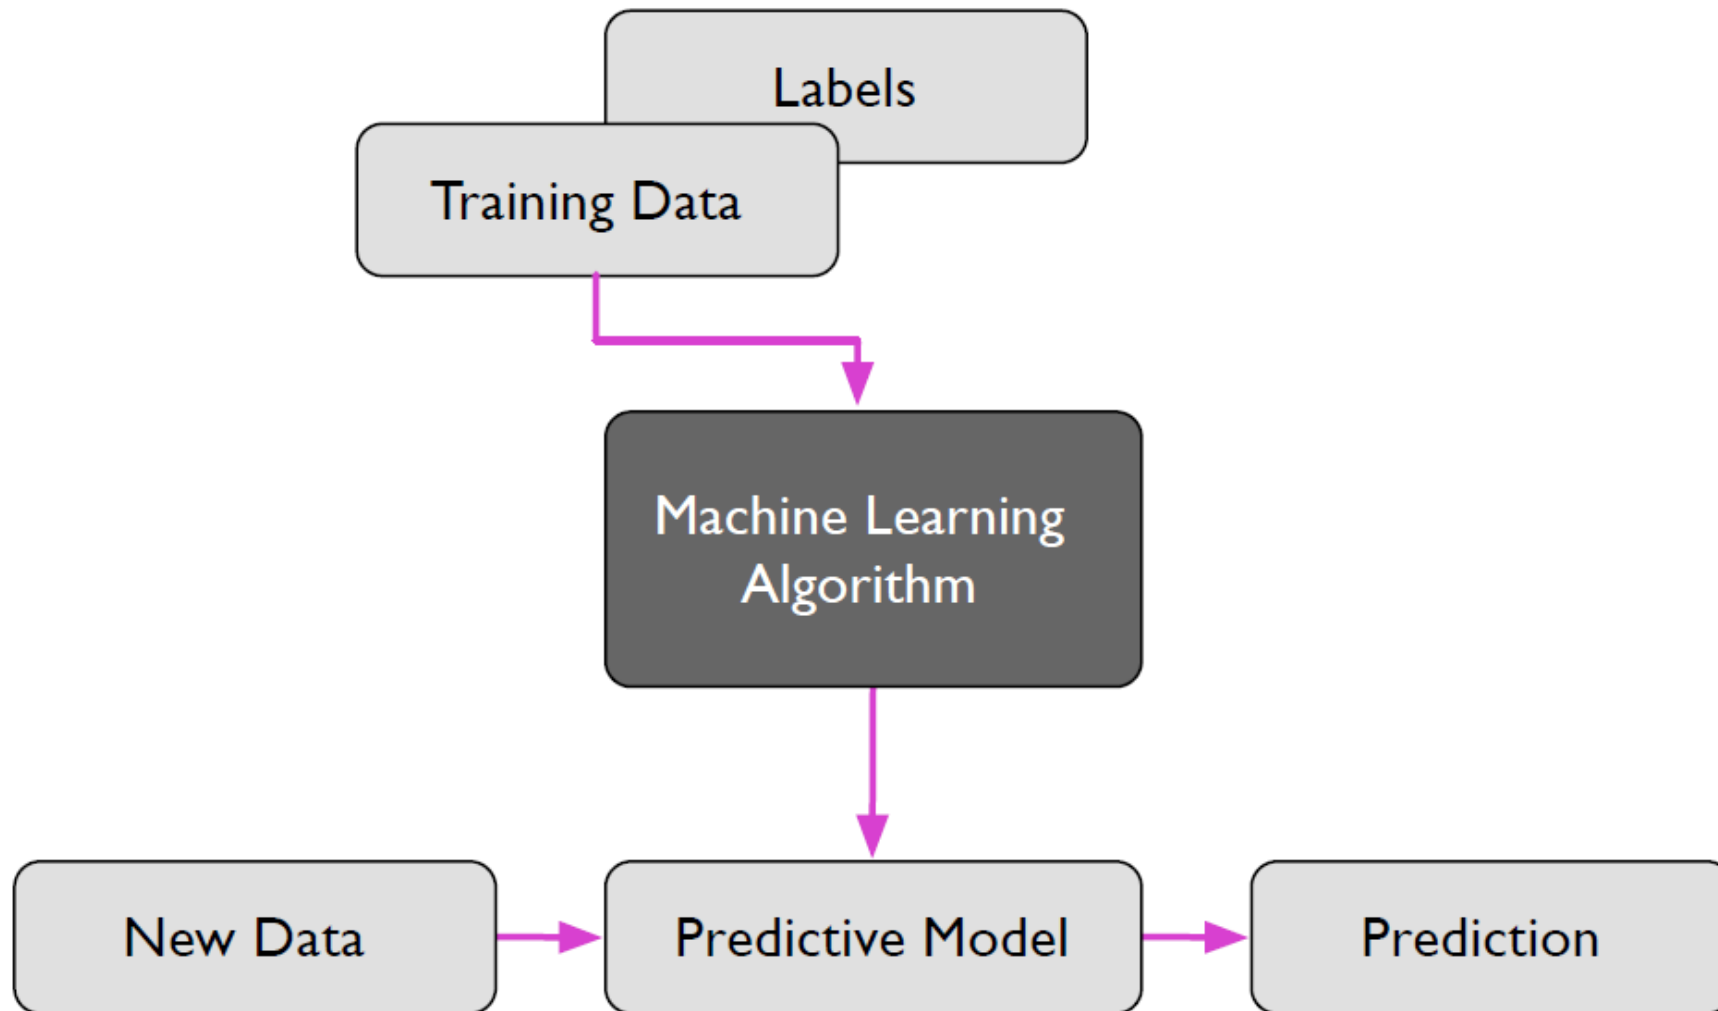 Labels
Training Data
Machine Learning
Algorithm
New Data
Predictive Model
Prediction